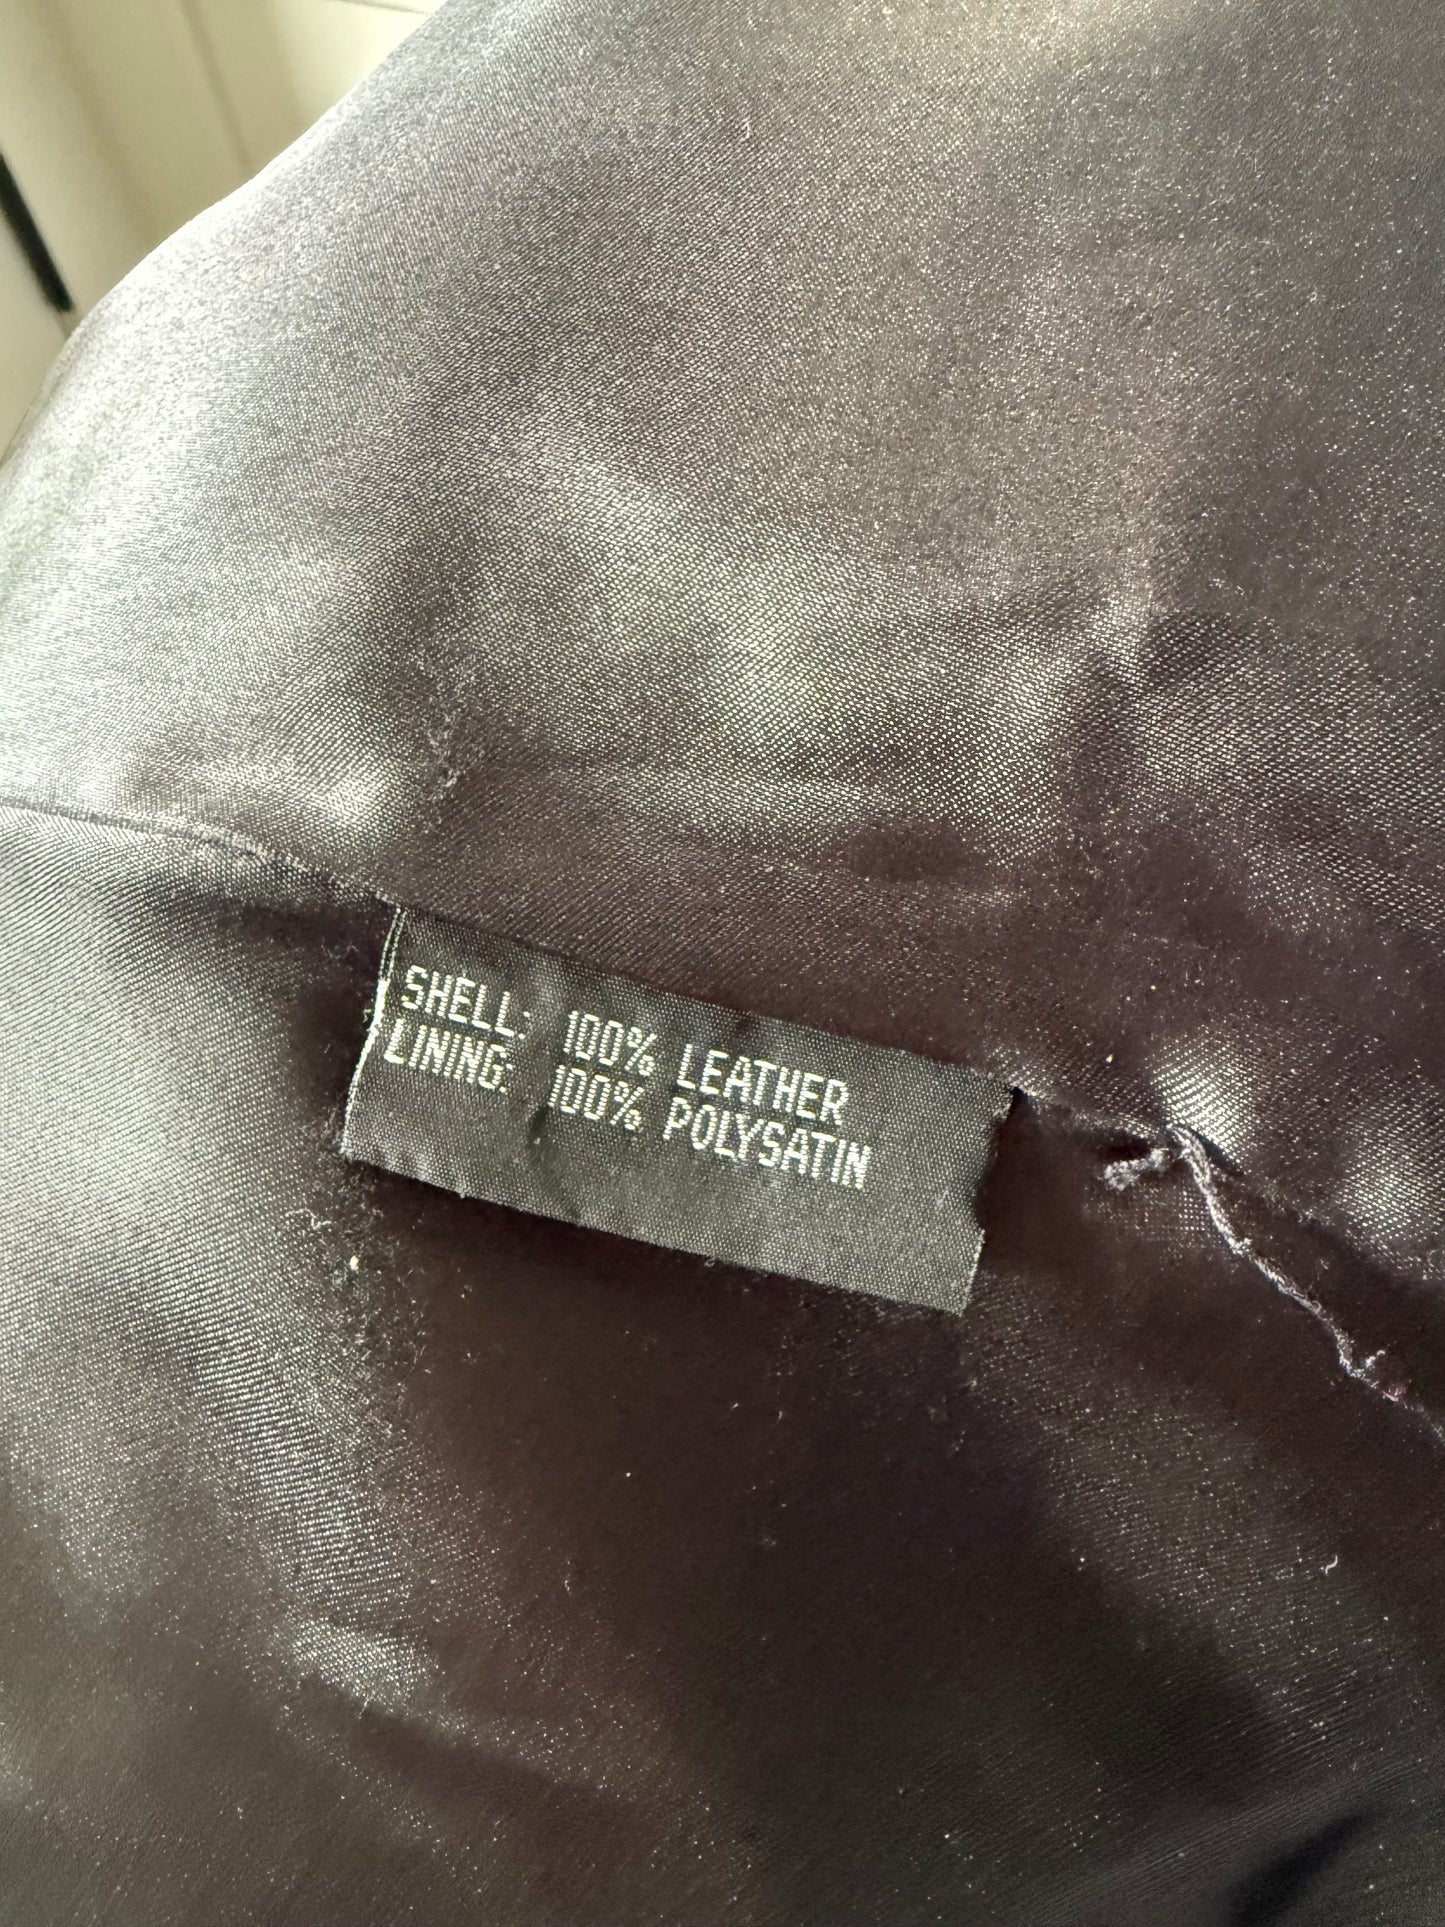 SHELL: 100% LEATHER
LINING: 100% POLYSATIN